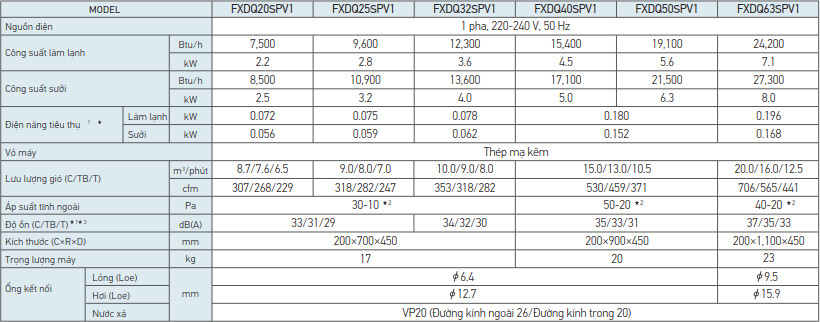 MODEL FXDQ20SPV1 FXDQ25SPV1 FXDQ32SPV1 FXDQ40SPV1 FXDQ50SPV1 FXDQ63SPV1
Nguồn điện 1 pha, 220-240 V, 50 Hz
Công suất làm lạnh Btu/h 7,500 9,600 12,300 15,400 19,100 24,200
kW 2.2 2.8 3.6 4.5 5.6 7.1
Công suất sưởi Btu/h 8,500 10,900 13,600 17,100 21,500 27,300
kW 2.5 3.2 4.0 5.0 6.3 8.0
Điện năng tiêu thụ 1 ★ Làm lạnh kW 0.072 0.075 0.078 0.180 0.196
Sưởi kW 0.056 0.059 0.062 0.152 0.168
Vỏ máy Thép mạ kẽm
Lưu lượng gió (C/TB/T) m³/phút 8.7/7.6/6.5 9.0/8.0/7.0 10.0/9.0/8.0 15.0/13.0/10.5 20.0/16.0/12.5
cfm 307/268/229 318/282/247 353/318/282 530/459/371 706/565/441
Áp suất tĩnh ngoài Pa 30-10 ★2 50-20 ★2 40-20 ★2
Độ ồn (C/TB/T) ★1★3 dB(A) 33/31/29 34/32/30 35/33/31 37/35/33
Kích thước (C×R×D) mm 200×700×450 200×900×450 200×1,100×450
Trọng lượng máy kg 17 20 23
Ống kết nối Lỏng (Loe) mm ϕ6.4 ϕ9.5
Hơi (Loe) ϕ12.7 ϕ15.9
Nước xả VP20 (Đường kính ngoài 26/Đường kính trong 20)